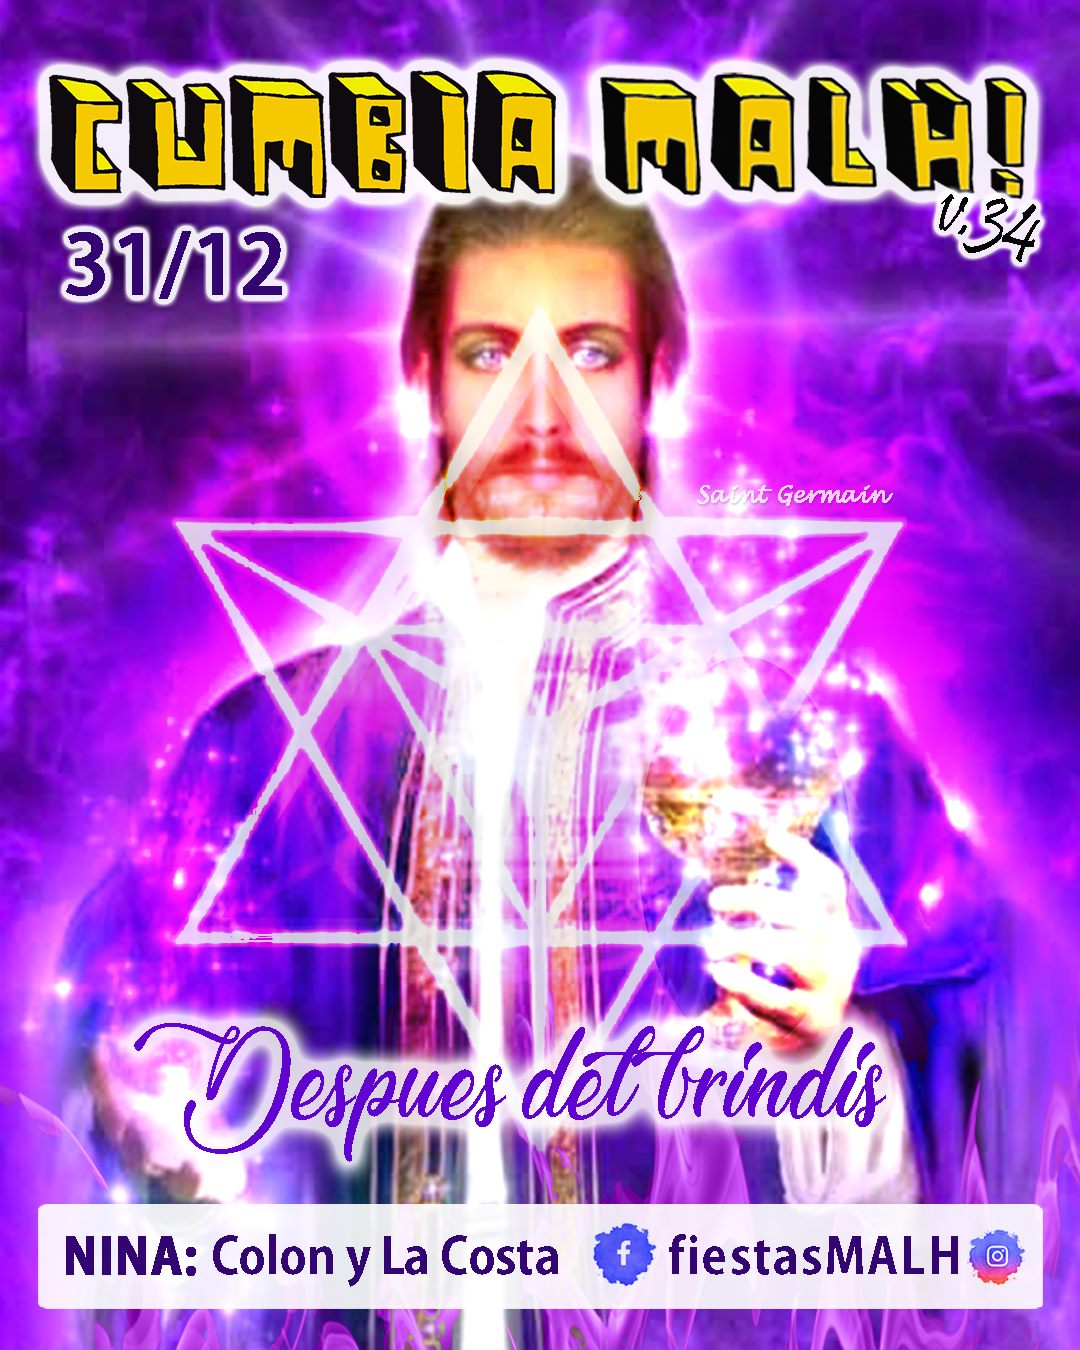 CUMBIA MALH!
v.34
31/12
Saint Germain
Despues del brindis
NINA: Colon y La Costa fiestasMALH